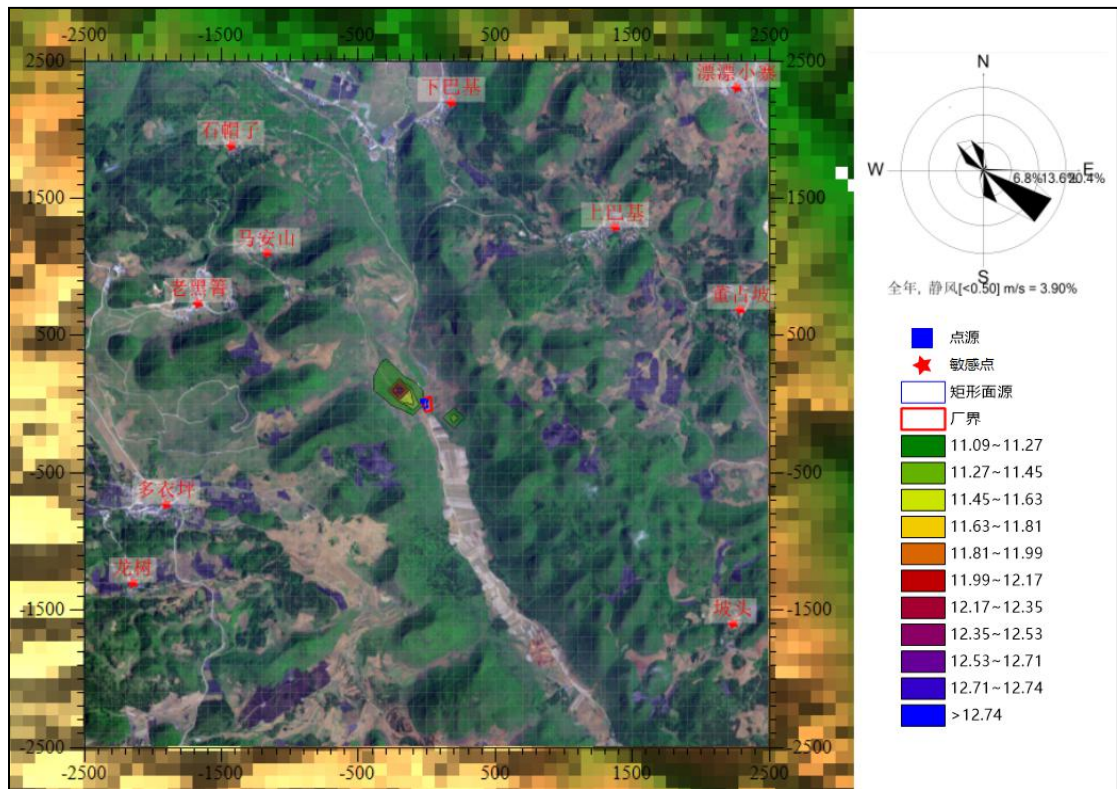 -2500 -1500 -500 500 1500 2500
2500 2500
漂漂小寨
下巴基
石帽子
1500 1500
上巴基
马安山
老黑箐
董占坡
500 500
-500 -500
多衣坪
龙树
-1500 -1500
坡头
-2500 -2500
-2500 -1500 -500 500 1500 2500
N
W E
6.8% 13.6% 20.4%
S
全年, 静风[<0.50] m/s = 3.90%
点源
敏感点
矩形面源
厂界
11.09~11.27
11.27~11.45
11.45~11.63
11.63~11.81
11.81~11.99
11.99~12.17
12.17~12.35
12.35~12.53
12.53~12.71
12.71~12.74
>12.74